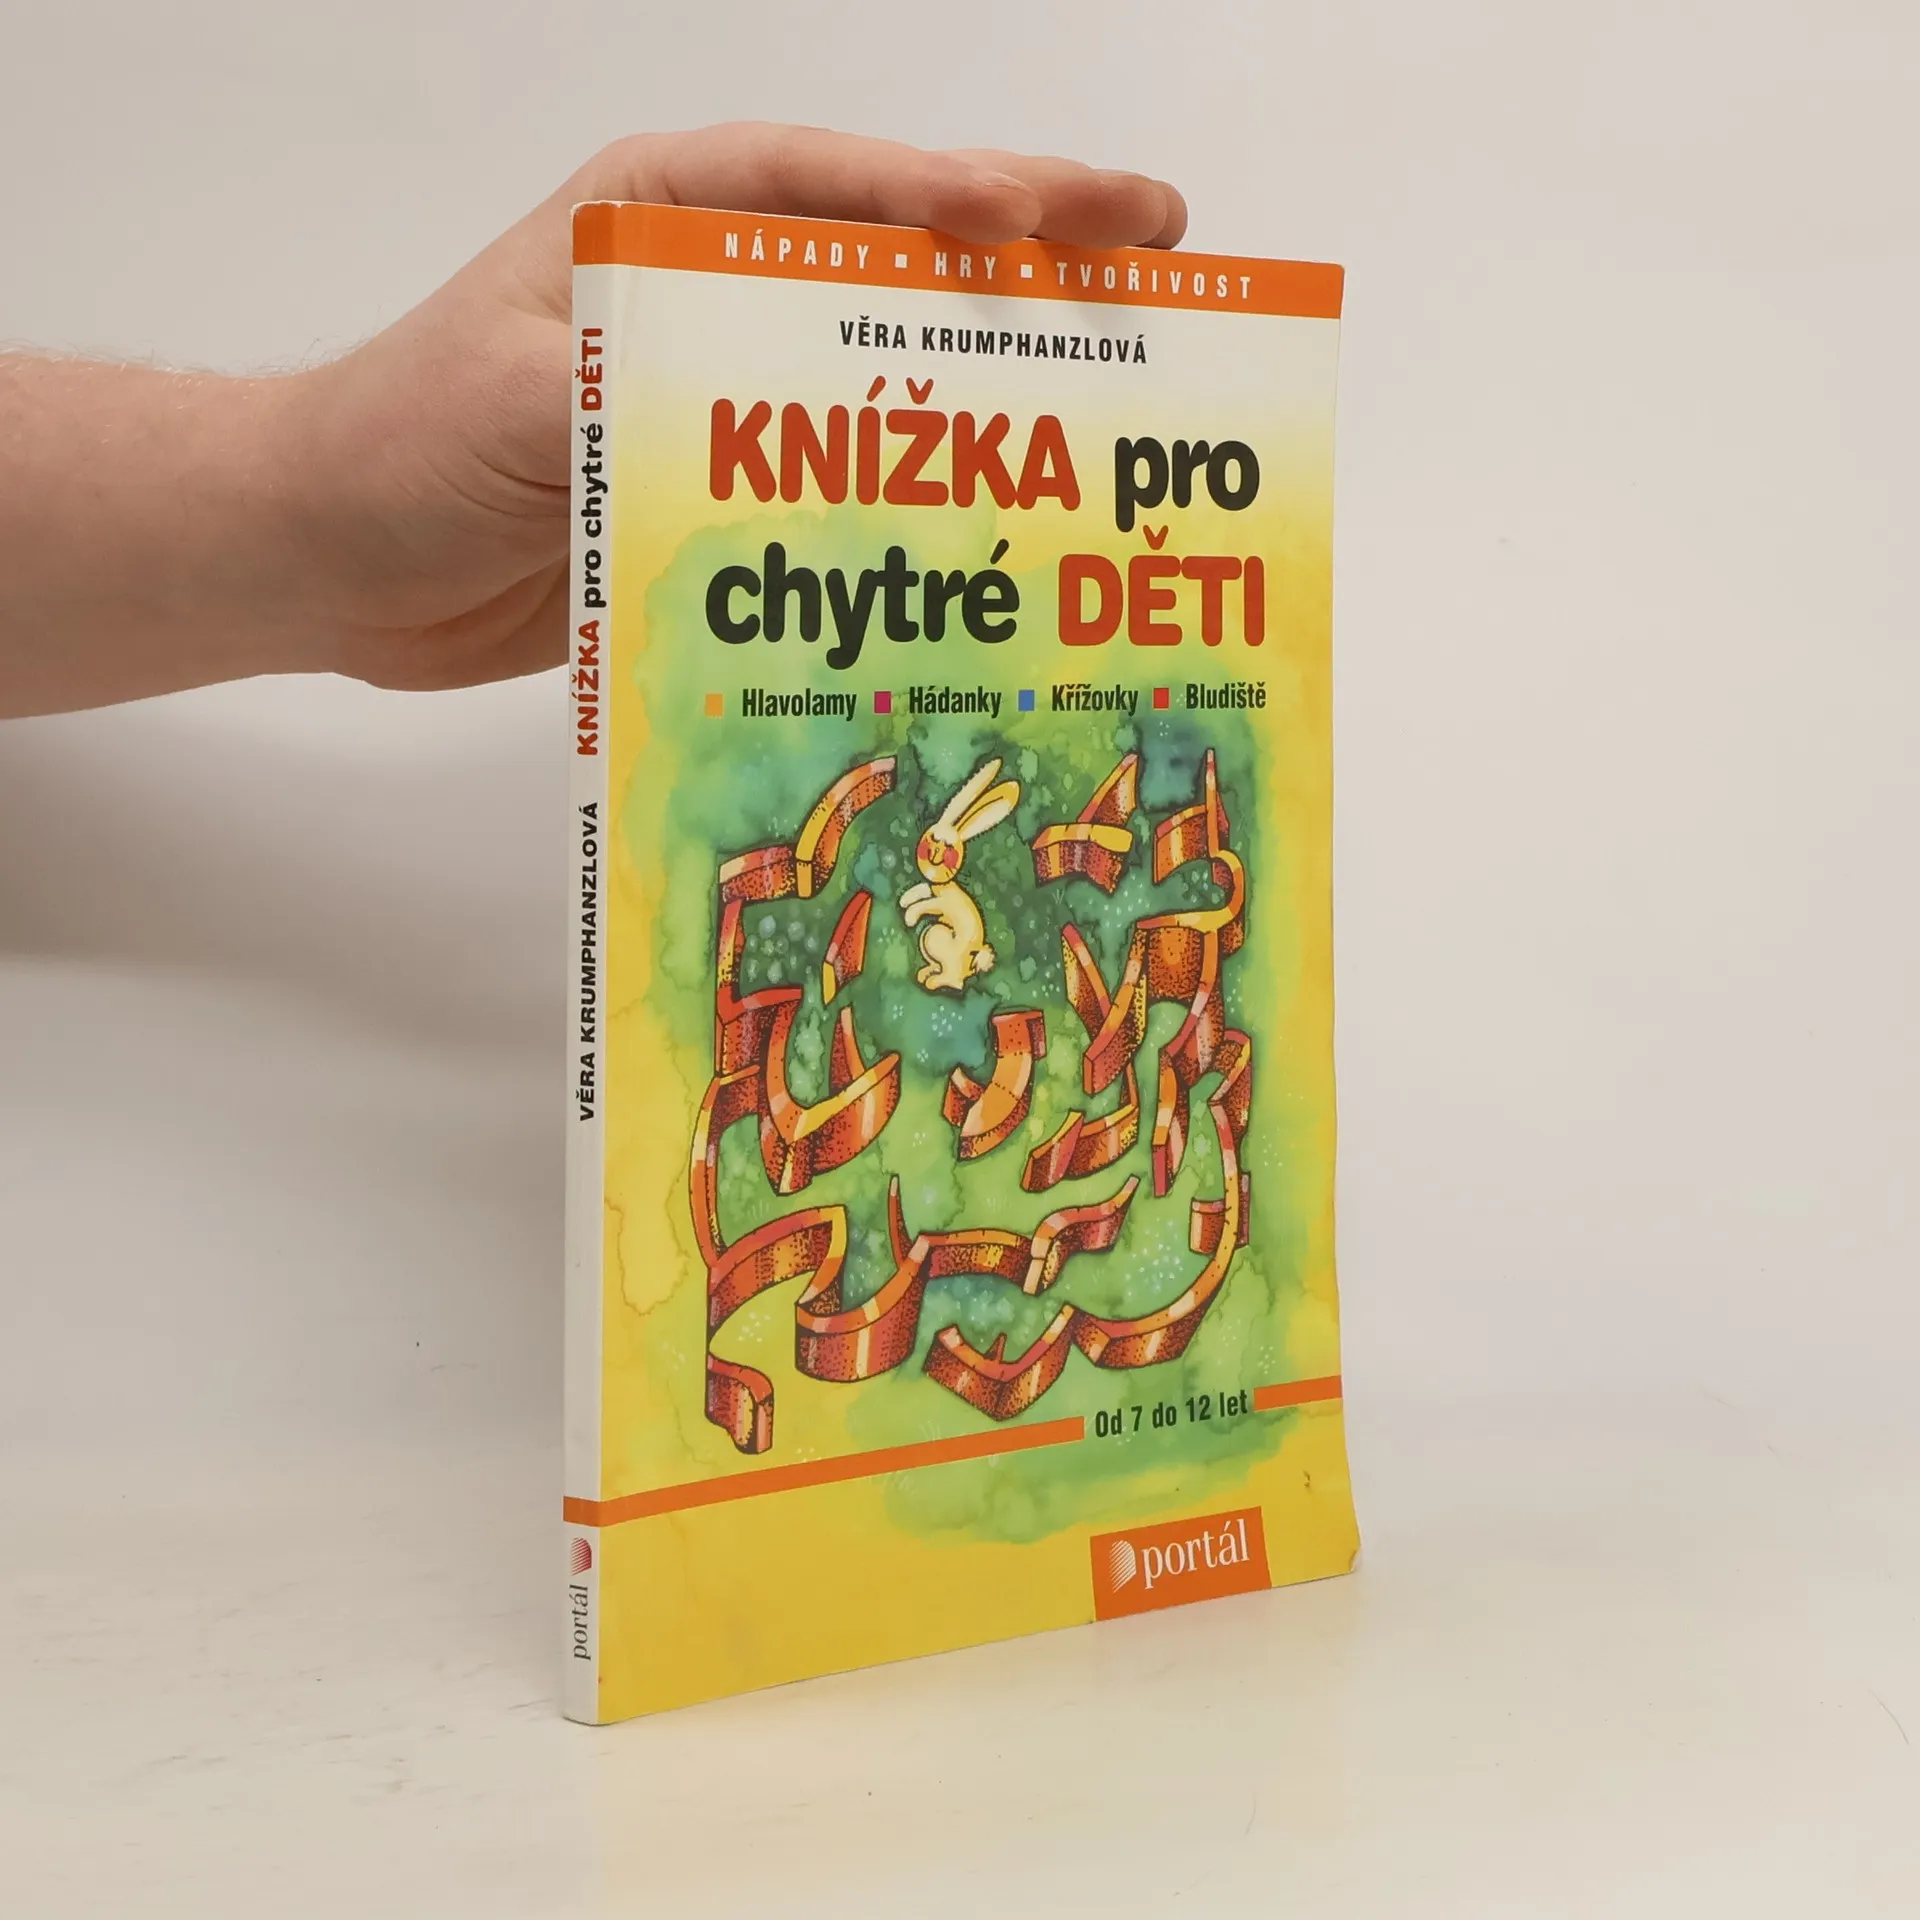 NÁPADY ▪ HRY ▪ TVOŘIVOST
VĚRA KRUMPHANZLOVÁ
KNÍŽKA pro
chytré DĚTI
Hlavolamy Hádanky Křížovky Bludiště
Od 7 do 12 let
portál
VĚRA KRUMPHANZLOVÁ KNÍŽKA pro chytré DĚTI
portál